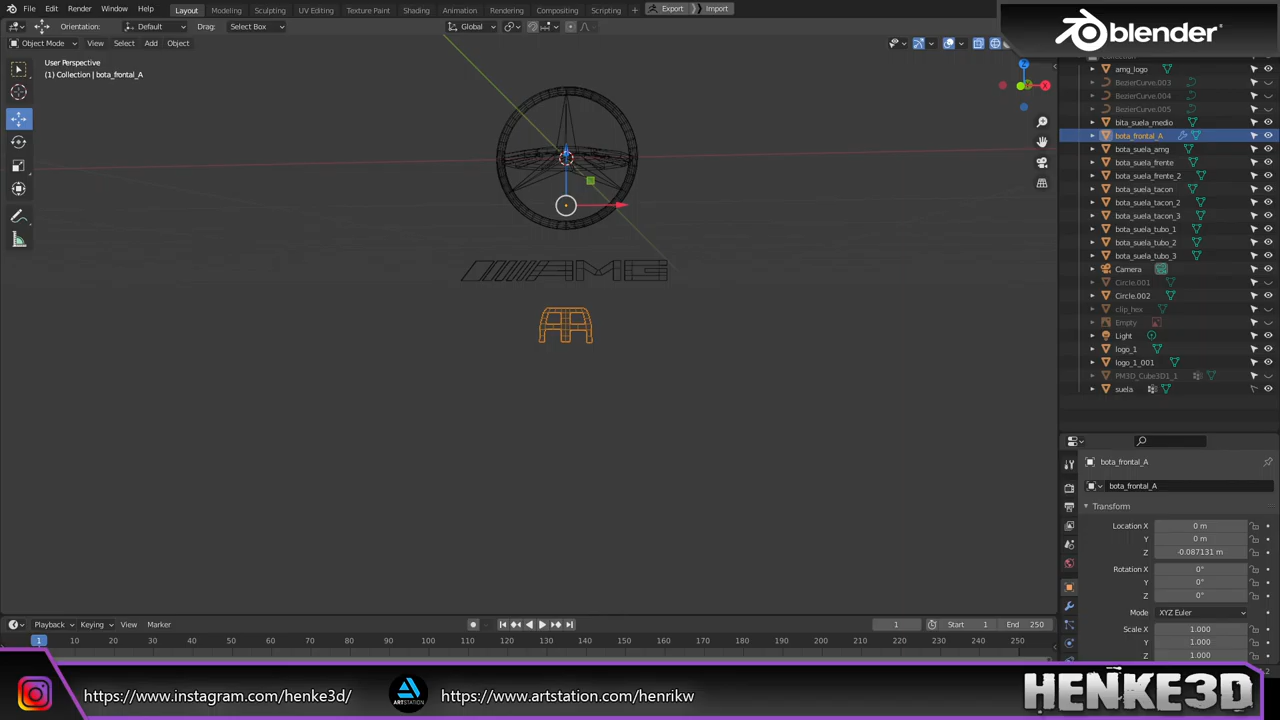 File Edit Render Window Help Layout Modeling Sculpting UV Editing Texture Paint Shading Animation Rendering Compositing Scripting + Export Import
blender
Orientation: Default Drag: Select Box Global
Object Mode View Select Add Object
User Perspective
(1) Collection | bota_frontal_A
AMG
amg_logo
BezierCurve.003
BezierCurve.004
BezierCurve.005
bita_suela_medio
bota_frontal_A
bota_suela_amg
bota_suela_frente
bota_suela_frente_2
bota_suela_tacon
bota_suela_tacon_2
bota_suela_tacon_3
bota_suela_tubo_1
bota_suela_tubo_2
bota_suela_tubo_3
Camera
Circle.001
Circle.002
clip_hex
Empty
Light
logo_1
logo_1_001
PM3D_Cube3D1_1
suela
bota_frontal_A
bota_frontal_A
Transform
Location X 0 m
Y 0 m
Z -0.087131 m
Rotation X 0°
Y 0°
Z 0°
Mode XYZ Euler
Scale X 1.000
Y 1.000
Z 1.000
Playback Keying View Marker 1 Start 1 End 250
1 10 20 30 40 50 60 70 80 90 100 110 120 130 140 150 160 170 180 190 200 210 220 230 240 250
https://www.instagram.com/henke3d/ ARTSTATION https://www.artstation.com/henrikw HENKE3D